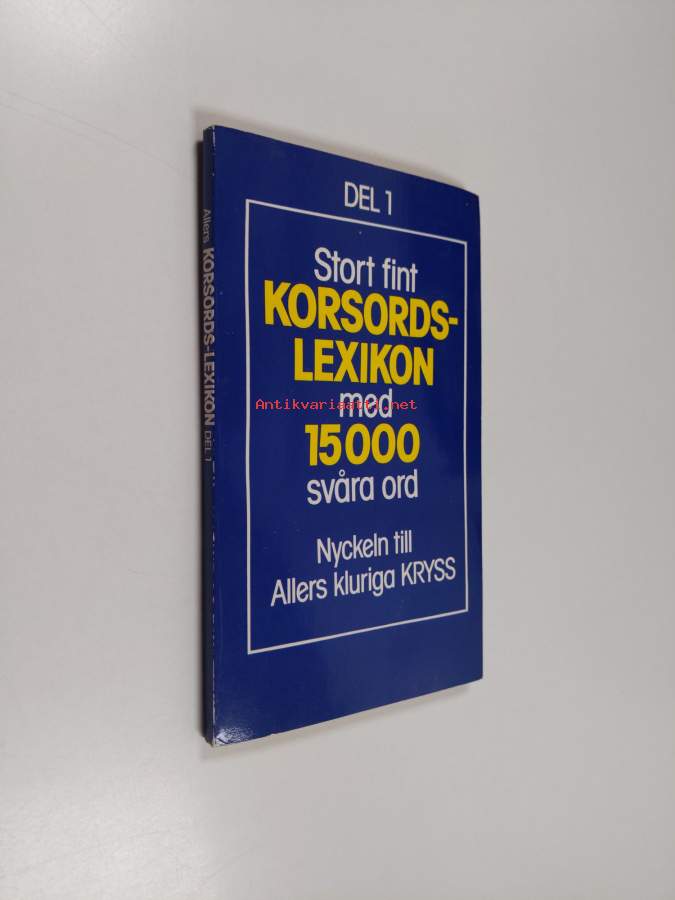 DEL 1
Stort fint
KORSORDS-
LEXIKON
med
15000
svåra ord
Nyckeln till
Allers kluriga KRYSS
Allers KORSORDS-LEXIKON DEL 1
Antikvariaatti.net